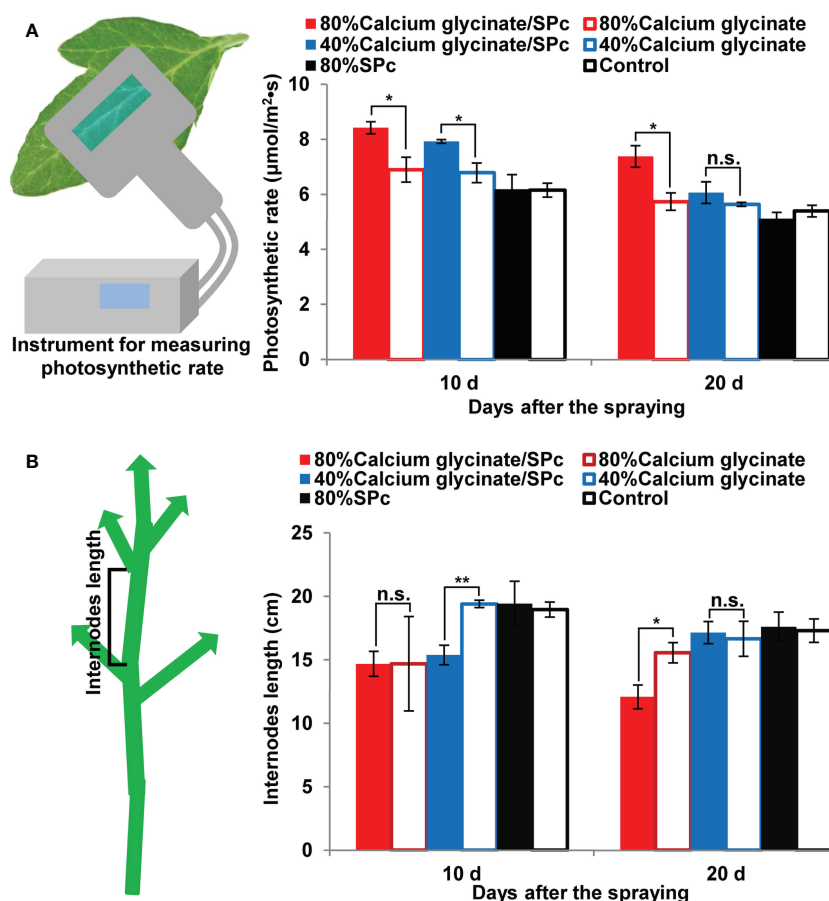 A
80%Calcium glycinate/SPc
80%Calcium glycinate
40%Calcium glycinate/SPc
40%Calcium glycinate
80%SPc
Control
Instrument for measuring
photosynthetic rate
Photosynthetic rate (μmol/m²•s)
10
8
6
4
2
0
*
*
*
n.s.
10 d
20 d
Days after the spraying
B
80%Calcium glycinate/SPc
80%Calcium glycinate
40%Calcium glycinate/SPc
40%Calcium glycinate
80%SPc
Control
Internodes length
Internodes length (cm)
25
20
15
10
5
0
n.s.
**
*
n.s.
10 d
20 d
Days after the spraying